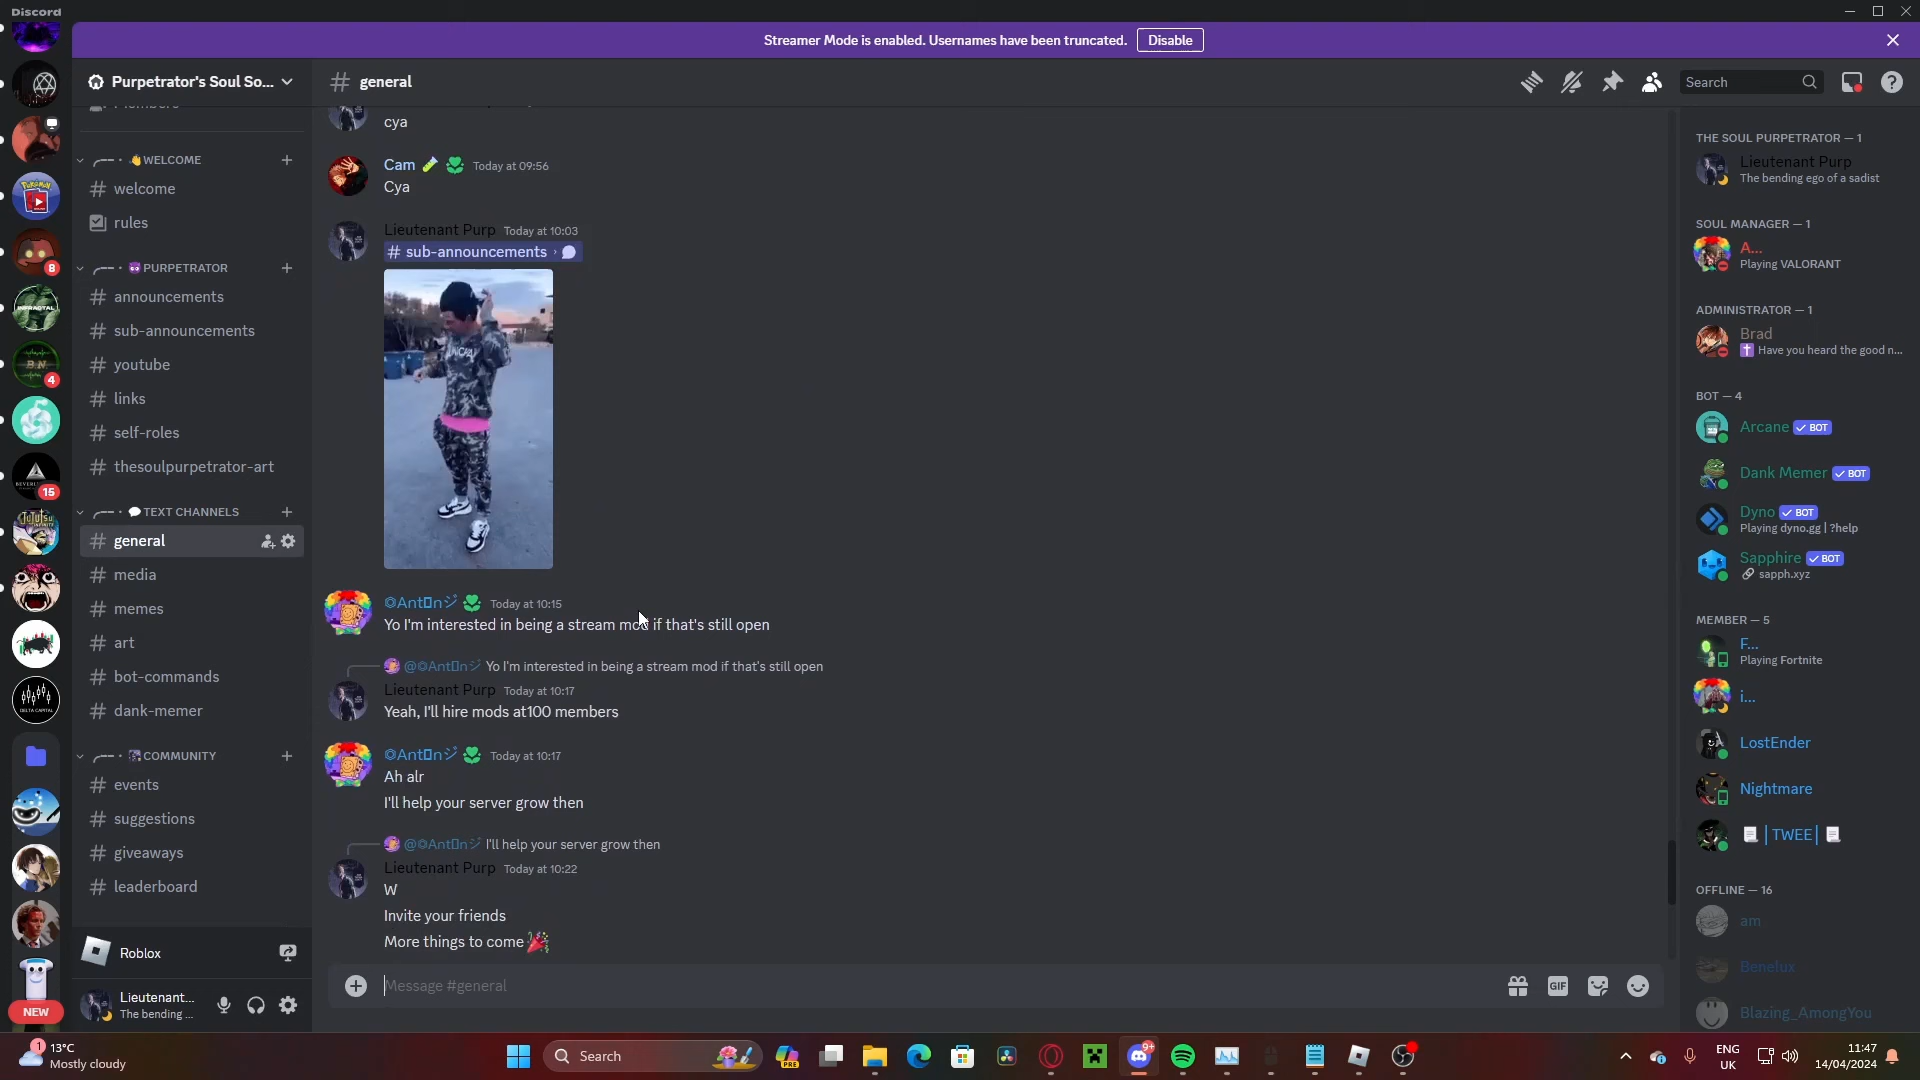 Discord
Streamer Mode is enabled. Usernames have been truncated. Disable
Purpetrator's Soul So...
# general
Search
WELCOME
# welcome
rules
PURPETRATOR
# announcements
# sub-announcements
# youtube
# links
# self-roles
# thesoulpurpetrator-art
TEXT CHANNELS
# general
# media
# memes
# art
# bot-commands
# dank-memer
COMMUNITY
# events
# suggestions
# giveaways
# leaderboard
Roblox
Lieutenant...
The bending ...
8
4
15
NEW
cya
Cam Today at 09:56
Cya
Lieutenant Purp Today at 10:03
# sub-announcements ›
Today at 10:15
Yo I'm interested in being a stream mod if that's still open
Yo I'm interested in being a stream mod if that's still open
Lieutenant Purp Today at 10:17
Yeah, I'll hire mods at100 members
Today at 10:17
Ah alr
I'll help your server grow then
I'll help your server grow then
Lieutenant Purp Today at 10:22
W
Invite your friends
More things to come
Message #general
GIF
THE SOUL PURPETRATOR — 1
Lieutenant Purp
The bending ego of a sadist
SOUL MANAGER — 1
A...
Playing VALORANT
ADMINISTRATOR — 1
Brad
Have you heard the good n...
BOT — 4
Arcane BOT
Dank Memer BOT
Dyno BOT
Playing dyno.gg | ?help
Sapphire BOT
sapph.xyz
MEMBER — 5
F...
Playing Fortnite
i...
LostEnder
Nightmare
| TWEE |
OFFLINE — 16
am
Benelux
Blazing_AmongYou
1
13°C
Mostly cloudy
Search
PRE
9+
ENG
UK
11:47
14/04/2024